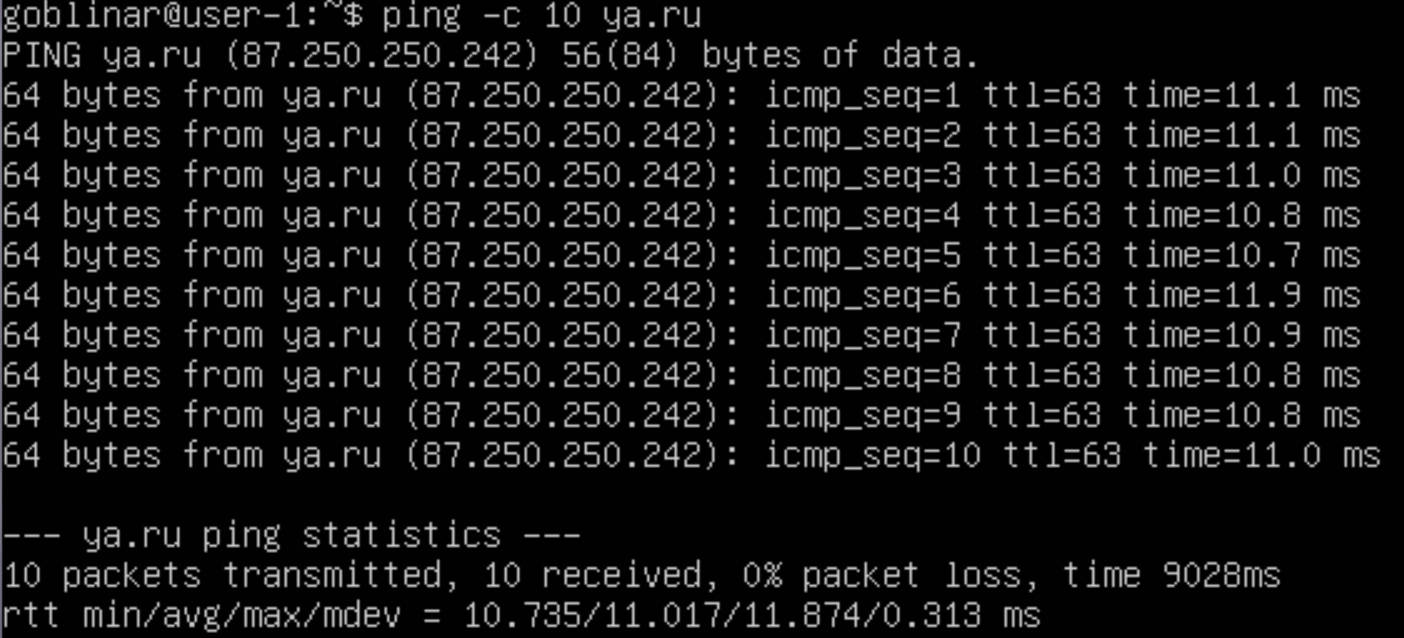 goblinar@user-1:~$ ping -c 10 ya.ru
PING ya.ru (87.250.250.242) 56(84) bytes of data.
64 bytes from ya.ru (87.250.250.242): icmp_seq=1 ttl=63 time=11.1 ms
64 bytes from ya.ru (87.250.250.242): icmp_seq=2 ttl=63 time=11.1 ms
64 bytes from ya.ru (87.250.250.242): icmp_seq=3 ttl=63 time=11.0 ms
64 bytes from ya.ru (87.250.250.242): icmp_seq=4 ttl=63 time=10.8 ms
64 bytes from ya.ru (87.250.250.242): icmp_seq=5 ttl=63 time=10.7 ms
64 bytes from ya.ru (87.250.250.242): icmp_seq=6 ttl=63 time=11.9 ms
64 bytes from ya.ru (87.250.250.242): icmp_seq=7 ttl=63 time=10.9 ms
64 bytes from ya.ru (87.250.250.242): icmp_seq=8 ttl=63 time=10.8 ms
64 bytes from ya.ru (87.250.250.242): icmp_seq=9 ttl=63 time=10.8 ms
64 bytes from ya.ru (87.250.250.242): icmp_seq=10 ttl=63 time=11.0 ms
--- ya.ru ping statistics ---
10 packets transmitted, 10 received, 0% packet loss, time 9028ms
rtt min/avg/max/mdev = 10.735/11.017/11.874/0.313 ms